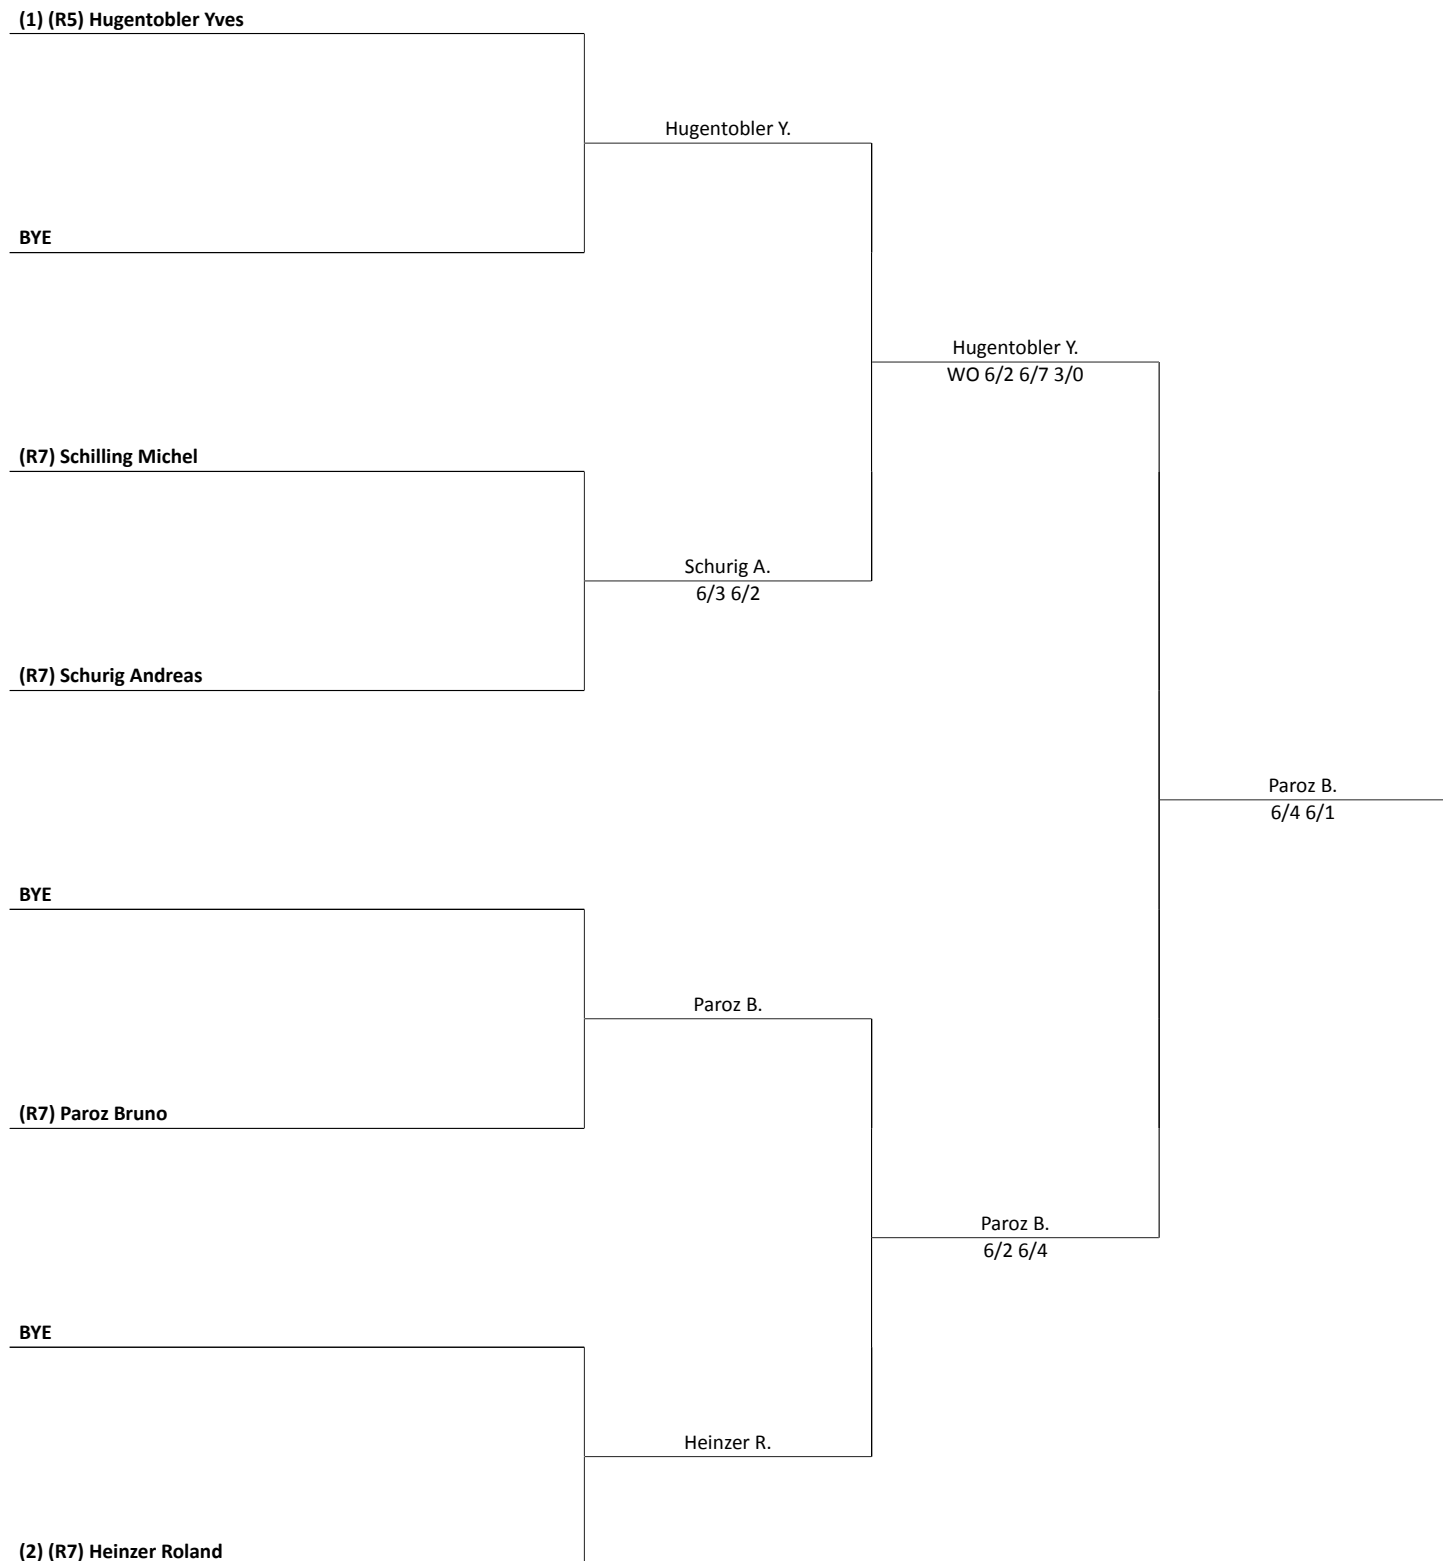 (1) (R5) Hugentobler Yves
Hugentobler Y.
BYE
Hugentobler Y.
WO 6/2 6/7 3/0
(R7) Schilling Michel
Schurig A.
6/3 6/2
(R7) Schurig Andreas
Paroz B.
6/4 6/1
BYE
Paroz B.
(R7) Paroz Bruno
Paroz B.
6/2 6/4
BYE
Heinzer R.
(2) (R7) Heinzer Roland